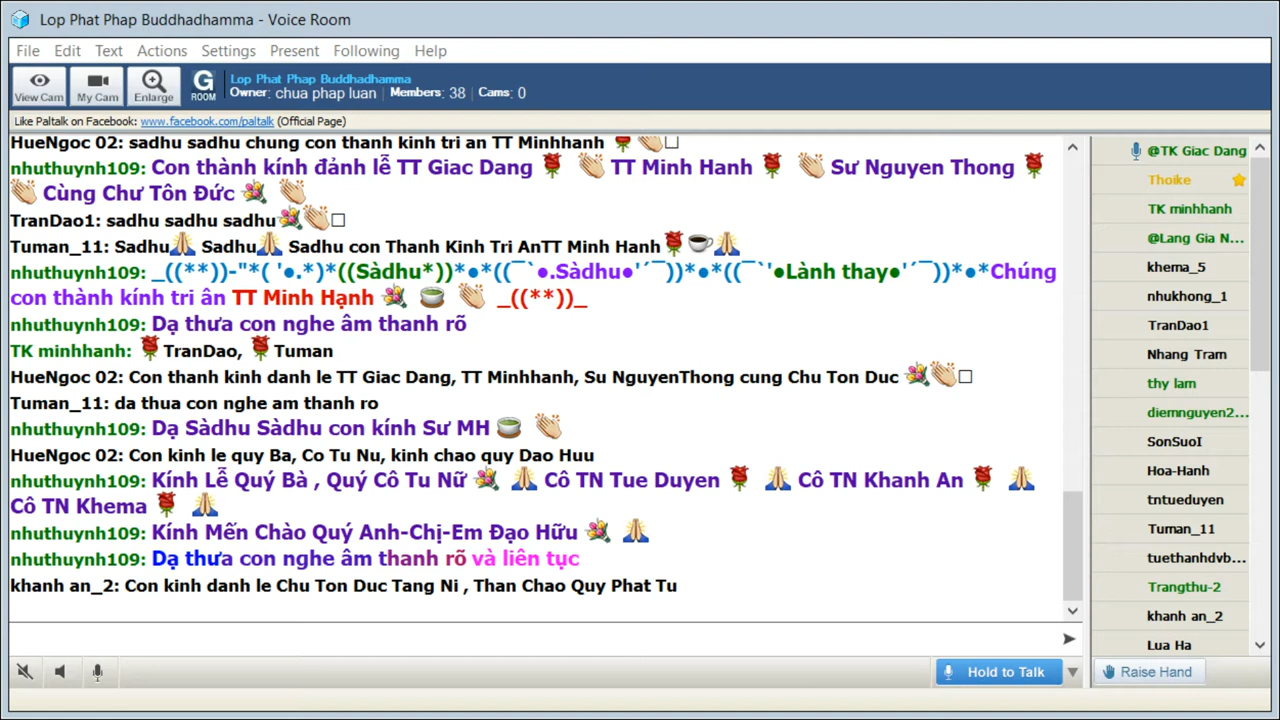 Lop Phat Phap Buddhadhamma - Voice Room
File Edit Text Actions Settings Present Following Help
View Cam My Cam Enlarge G ROOM
Lop Phat Phap Buddhadhamma
Owner: chua phap luan Members: 38 Cams: 0
Like Paltalk on Facebook: www.facebook.com/paltalk (Official Page)
HueNgoc 02: sadhu sadhu chung con thanh kinh tri an TT Minhhanh 🌹👏□
nhuthuynh109: Con thành kính đảnh lễ TT Giac Dang 🌹 👏 TT Minh Hanh 🌹 👏 Sư Nguyen Thong 🌹
👏 Cùng Chư Tôn Đức 💐 👏
TranDao1: sadhu sadhu sadhu💐👏□
Tuman_11: Sadhu🙏 Sadhu🙏 Sadhu con Thanh Kinh Tri AnTT Minh Hanh🌹☕🙏
nhuthuynh109: _((**))-"*( '●.*)*((Sàdhu*))*●*((¯`●.Sàdhu●'´¯))*●*((¯`'●Lành thay●'´¯))*●*Chúng
con thành kính tri ân TT Minh Hạnh 💐 🍵 👏 _((**))_
nhuthuynh109: Dạ thưa con nghe âm thanh rõ
TK minhhanh: 🌹TranDao, 🌹Tuman
HueNgoc 02: Con thanh kinh danh le TT Giac Dang, TT Minhhanh, Su NguyenThong cung Chu Ton Duc 💐👏□
Tuman_11: da thua con nghe am thanh ro
nhuthuynh109: Dạ Sàdhu Sàdhu con kính Sư MH 🍵 👏
HueNgoc 02: Con kinh le quy Ba, Co Tu Nu, kinh chao quy Dao Huu
nhuthuynh109: Kính Lễ Quý Bà , Quý Cô Tu Nữ 💐 🙏 Cô TN Tue Duyen 🌹 🙏 Cô TN Khanh An 🌹 🙏
Cô TN Khema 🌹 🙏
nhuthuynh109: Kính Mến Chào Quý Anh-Chị-Em Đạo Hữu 💐 🙏
nhuthuynh109: Dạ thưa con nghe âm thanh rõ và liên tục
khanh an_2: Con kinh danh le Chu Ton Duc Tang Ni , Than Chao Quy Phat Tu
@TK Giac Dang
Thoike
TK minhhanh
@Lang Gia N...
khema_5
nhukhong_1
TranDao1
Nhang Tram
thy lam
diemnguyen2...
SonSuoI
Hoa-Hanh
tntueduyen
Tuman_11
tuethanhdvb...
Trangthu-2
khanh an_2
Lua Ha
Hold to Talk
Raise Hand